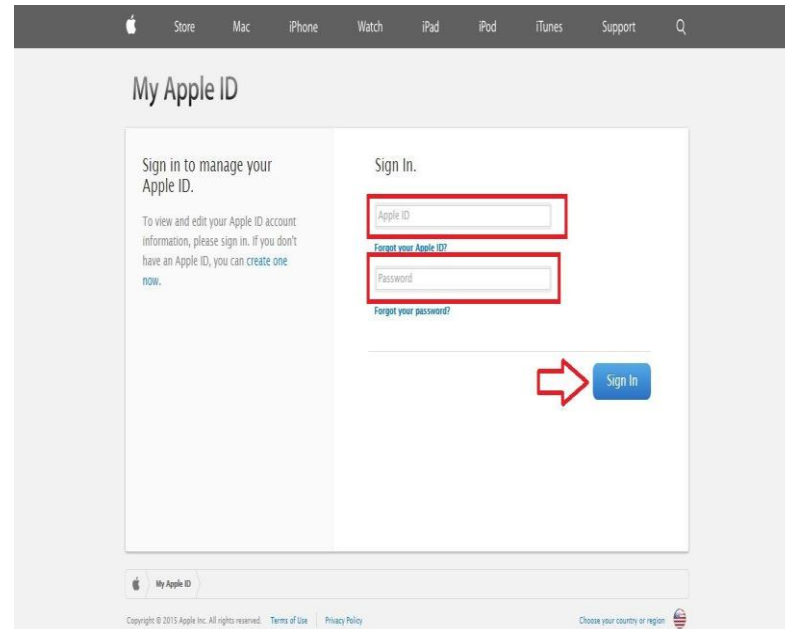 Store Mac iPhone Watch iPad iPod iTunes Support
My Apple ID
Sign in to manage your
Apple ID.
To view and edit your Apple ID account
information, please sign in. If you don't
have an Apple ID, you can create one
now.
Sign In.
Apple ID
Forgot your Apple ID?
Password
Forgot your password?
Sign In
My Apple ID
Copyright © 2015 Apple Inc. All rights reserved. Terms of Use Privacy Policy Choose your country or region